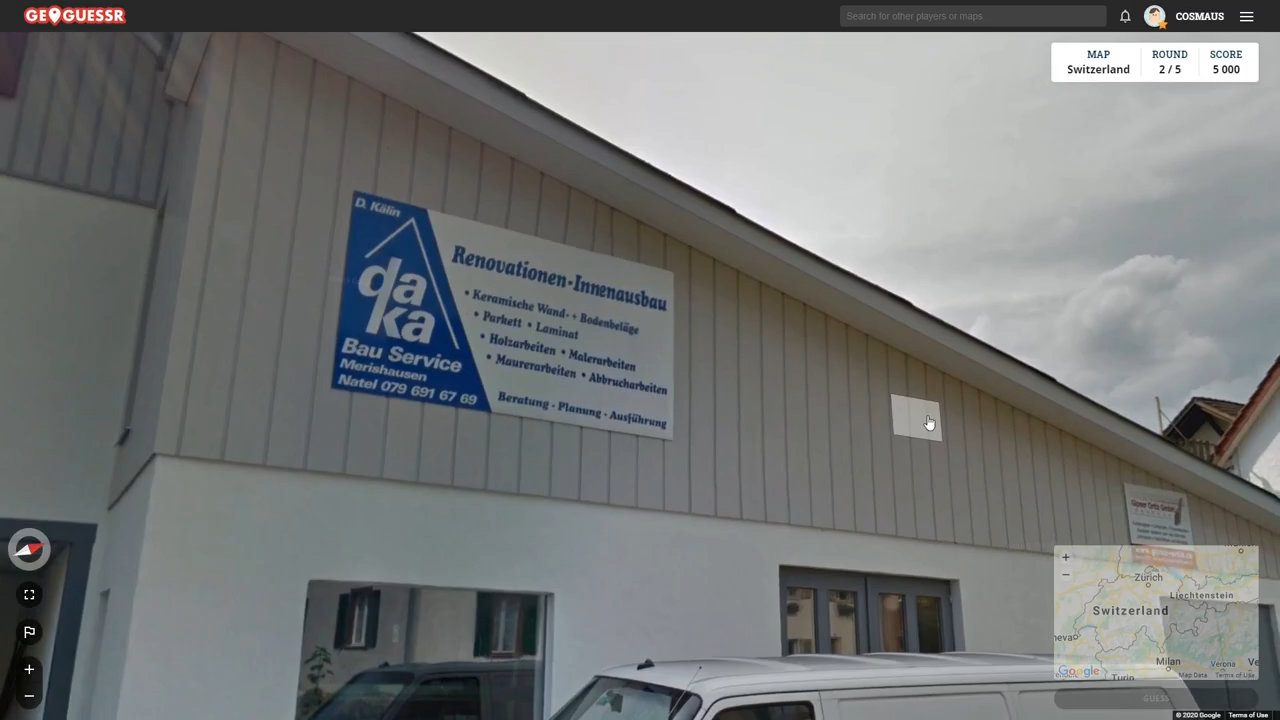 GEOGUESSR
Search for other players or maps
COSMAUS
MAP
Switzerland
ROUND
2 / 5
SCORE
5 000
D. Kälin
da
ka
Bau Service
Merishausen
Natel 079 691 67 69
Renovationen · Innenausbau
• Keramische Wand- + Bodenbeläge
• Parkett • Laminat
• Holzarbeiten • Malerarbeiten
• Maurerarbeiten • Abbrucharbeiten
Beratung · Planung · Ausführung
+
−
Zürich
Liechtenstein
Switzerland
Milan
Verona
Turin
Google
Map Data
Terms of Use
GUESS
+
−
© 2020 Google
Terms of Use